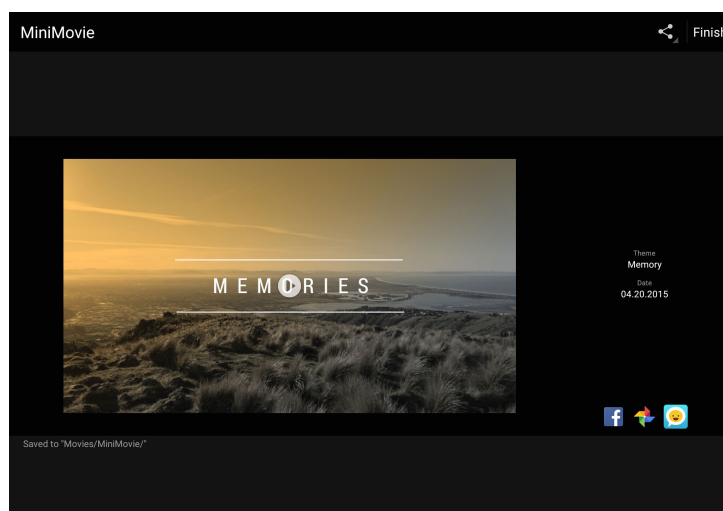 MiniMovie
Finish
MEMORIES
Theme
Memory
Date
04.20.2015
Saved to "Movies/MiniMovie/"